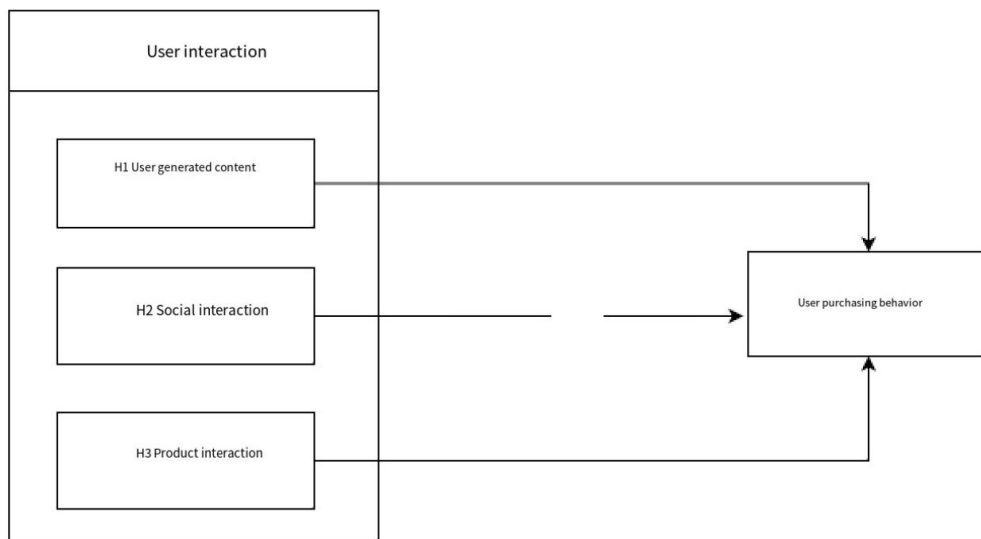 User interaction
H1 User generated content
H2 Social interaction
User purchasing behavior
H3 Product interaction